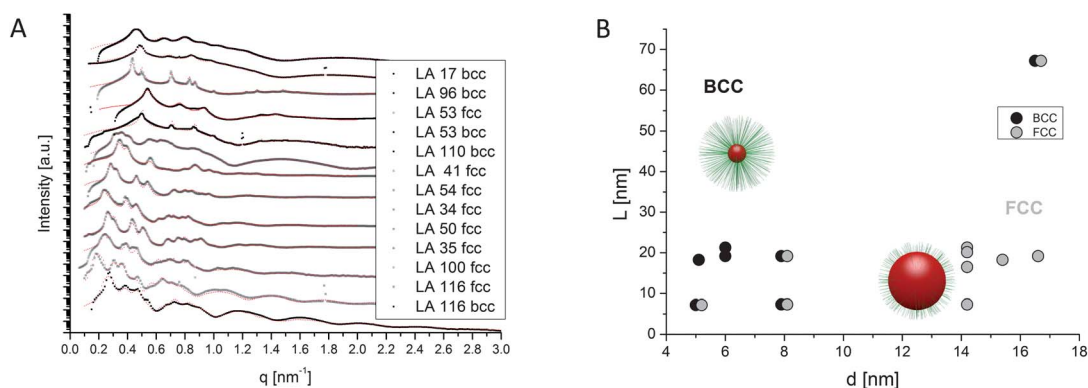 A
Intensity [a.u.]
LA 17 bcc
LA 96 bcc
LA 53 fcc
LA 53 bcc
LA 110 bcc
LA 41 fcc
LA 54 fcc
LA 34 fcc
LA 50 fcc
LA 35 fcc
LA 100 fcc
LA 116 fcc
LA 116 bcc
0.0 0.2 0.4 0.6 0.8 1.0 1.2 1.4 1.6 1.8 2.0 2.2 2.4 2.6 2.8 3.0
q [nm⁻¹]
B
L [nm]
70
60
50
40
30
20
10
0
BCC
BCC
FCC
FCC
4 6 8 10 12 14 16 18
d [nm]